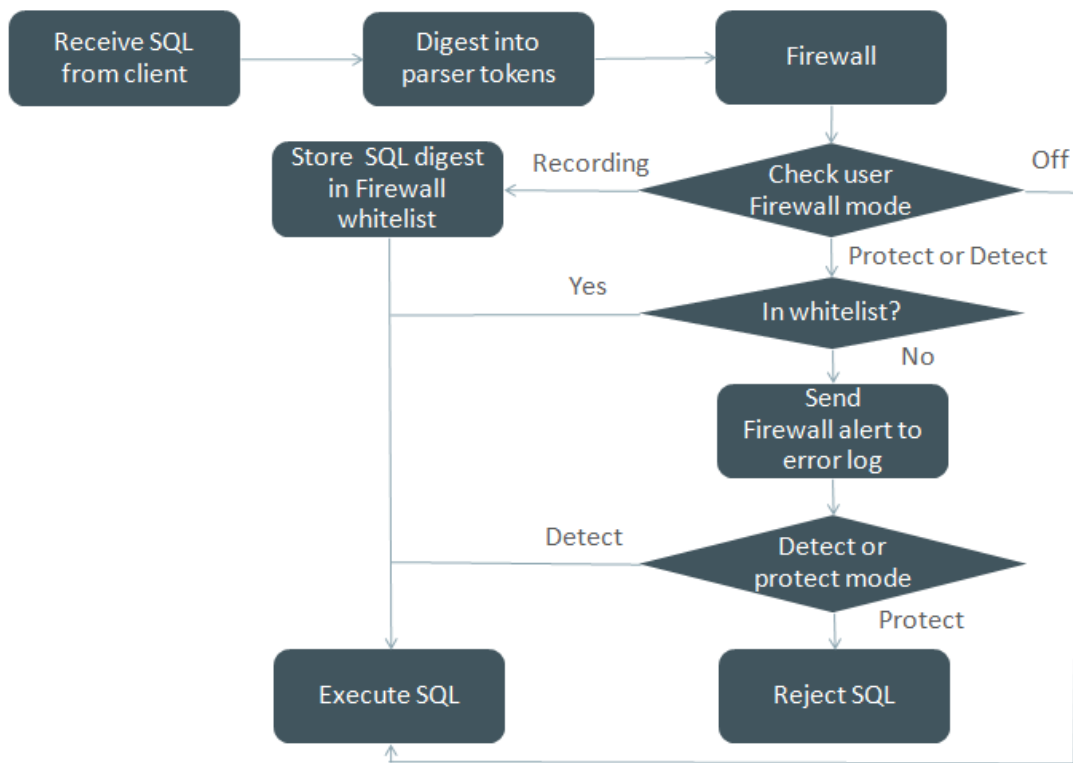 Receive SQL
from client
Digest into
parser tokens
Firewall
Store SQL digest
in Firewall
whitelist
Recording
Check user
Firewall mode
Off
Protect or Detect
Yes
In whitelist?
No
Send
Firewall alert to
error log
Detect
Detect or
protect mode
Protect
Execute SQL
Reject SQL